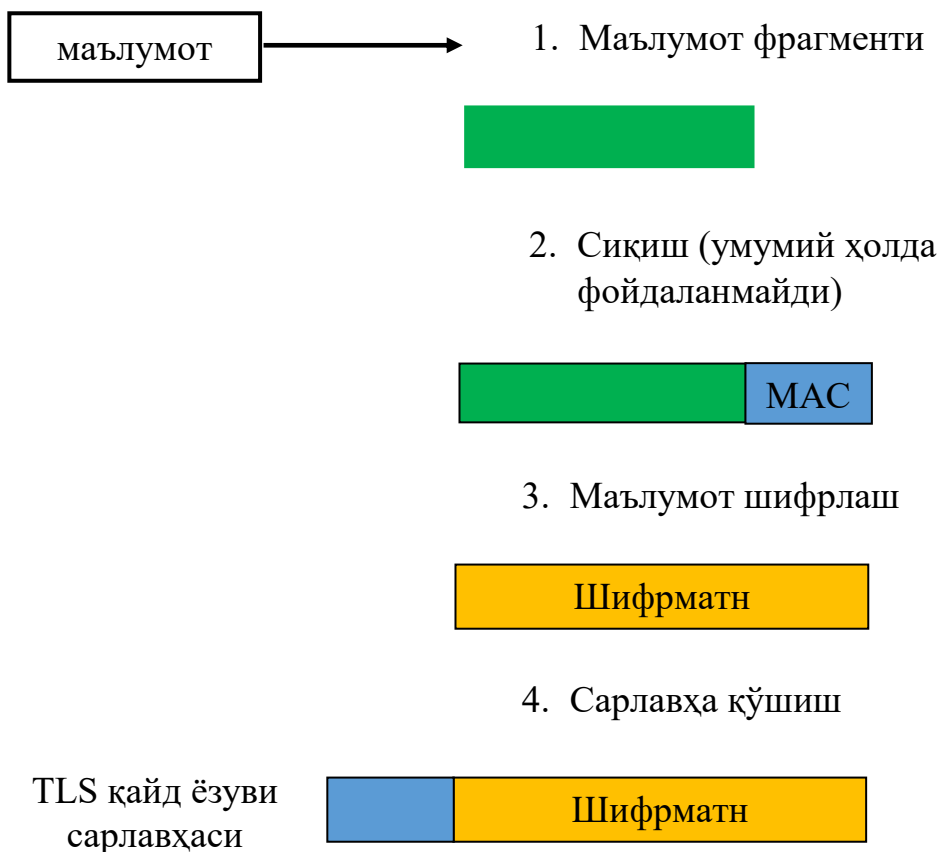 маълумот
1. Маълумот фрагменти
2. Сиқиш (умумий ҳолда
фойдаланмайди)
MAC
3. Маълумот шифрлаш
Шифрматн
4. Сарлавҳа қўшиш
TLS қайд ёзуви
сарлавҳаси
Шифрматн